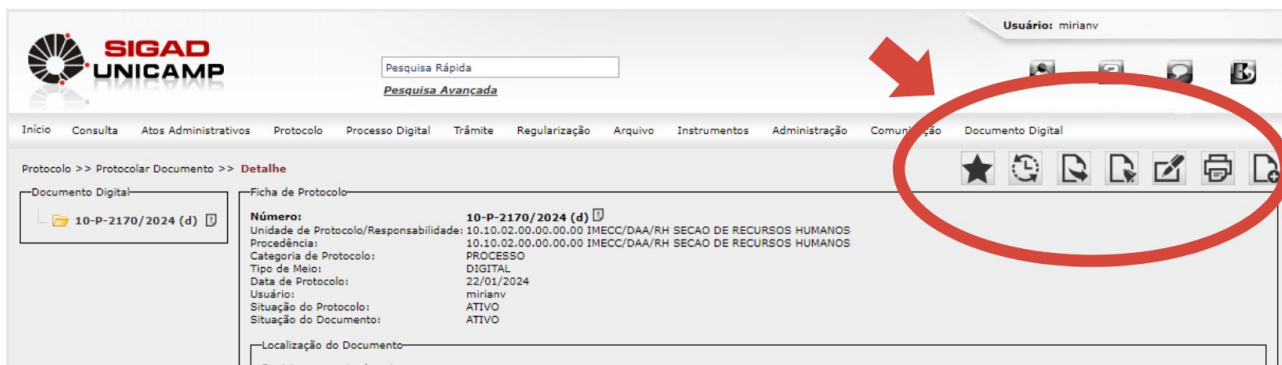 Usuário: mirianv
SIGAD
UNICAMP
Pesquisa Rápida
Pesquisa Avançada
Início Consulta Atos Administrativos Protocolo Processo Digital Trâmite Regularização Arquivo Instrumentos Administração Documento Digital
Protocolo >> Protocolar Documento >> Detalhe
Documento Digital
10-P-2170/2024 (d)
Ficha de Protocolo
Número: 10-P-2170/2024 (d)
Unidade de Protocolo/Responsabilidade: 10.10.02.00.00.00.00 IMECC/DAA/RH SECAO DE RECURSOS HUMANOS
Procedência: 10.10.02.00.00.00.00 IMECC/DAA/RH SECAO DE RECURSOS HUMANOS
Categoria de Protocolo: PROCESSO
Tipo de Meio: DIGITAL
Data de Protocolo: 22/01/2024
Usuário: mirianv
Situação do Protocolo: ATIVO
Situação do Documento: ATIVO
Localização do Documento